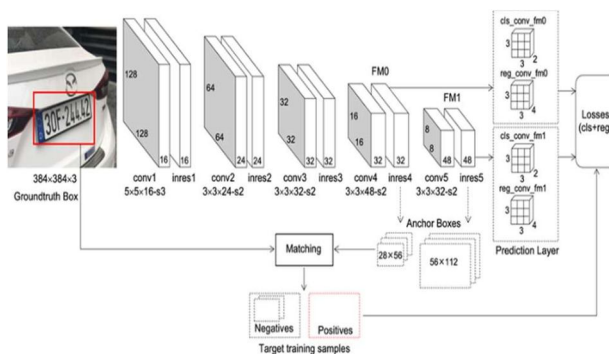 30F-244.42
384×384×3
Groundtruth Box
128
128
16
16
conv1
inres1
5×5×16-s3
64
64
24
24
conv2
inres2
3×3×24-s2
32
32
32
32
conv3
inres3
3×3×32-s2
FM0
16
16
32
32
conv4
inres4
3×3×48-s2
FM1
8
8
48
48
conv5
inres5
3×3×32-s2
cls_conv_fm0
3
3
2
reg_conv_fm0
3
3
4
cls_conv_fm1
3
3
2
reg_conv_fm1
3
3
4
Prediction Layer
Losses
(cls+reg)
Anchor Boxes
28×56
56×112
Matching
Negatives
Positives
Target training samples